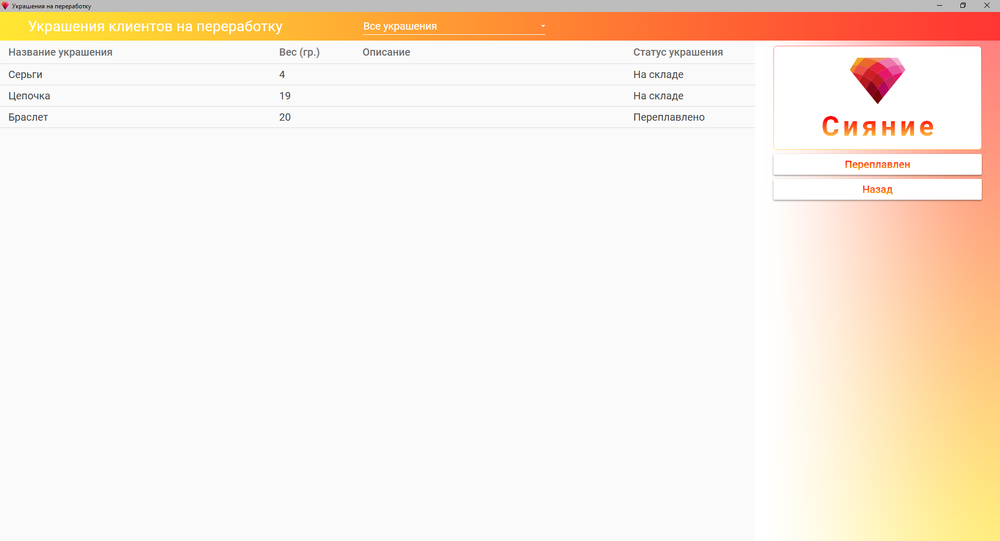 Украшения на переработку
Украшения клиентов на переработку
Все украшения
Название украшения Вес (гр.) Описание Статус украшения
Серьги 4 На складе
Цепочка 19 На складе
Браслет 20 Переплавлено
Сияние
Переплавлен
Назад